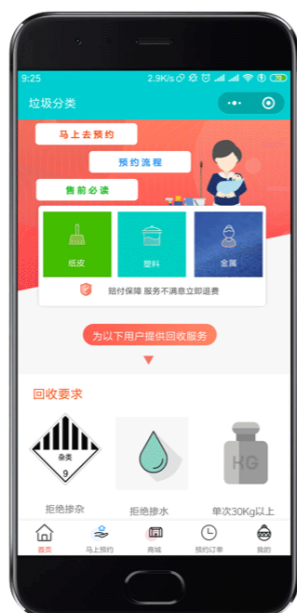 9:25 2.9K/s
垃圾分类
马上去预约
预约流程
售前必读
纸皮 塑料 金属
赔付保障 服务不满意立即退费
为以下用户提供回收服务
回收要求
杂类
9
KG
拒绝掺杂 拒绝掺水 单次30Kg以上
首页 马上预约 商城 预约订单 我的